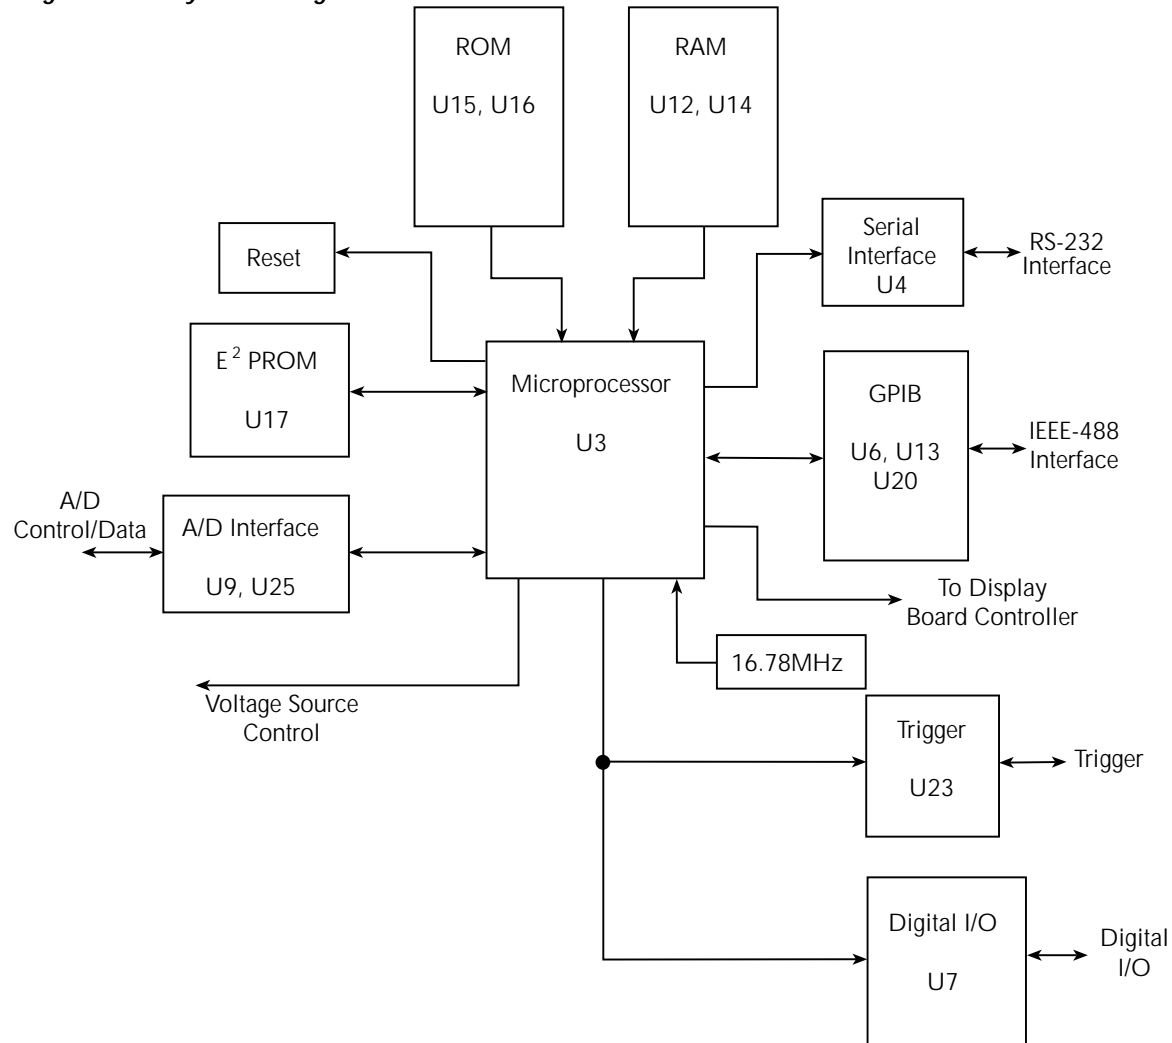 ROM
U15, U16
RAM
U12, U14
Serial
Interface
U4
RS-232
Interface
Reset
E² PROM
U17
Microprocessor
U3
GPIB
U6, U13
U20
IEEE-488
Interface
A/D
Control/Data
A/D Interface
U9, U25
To Display
Board Controller
16.78MHz
Voltage Source
Control
Trigger
U23
Trigger
Digital I/O
U7
Digital
I/O